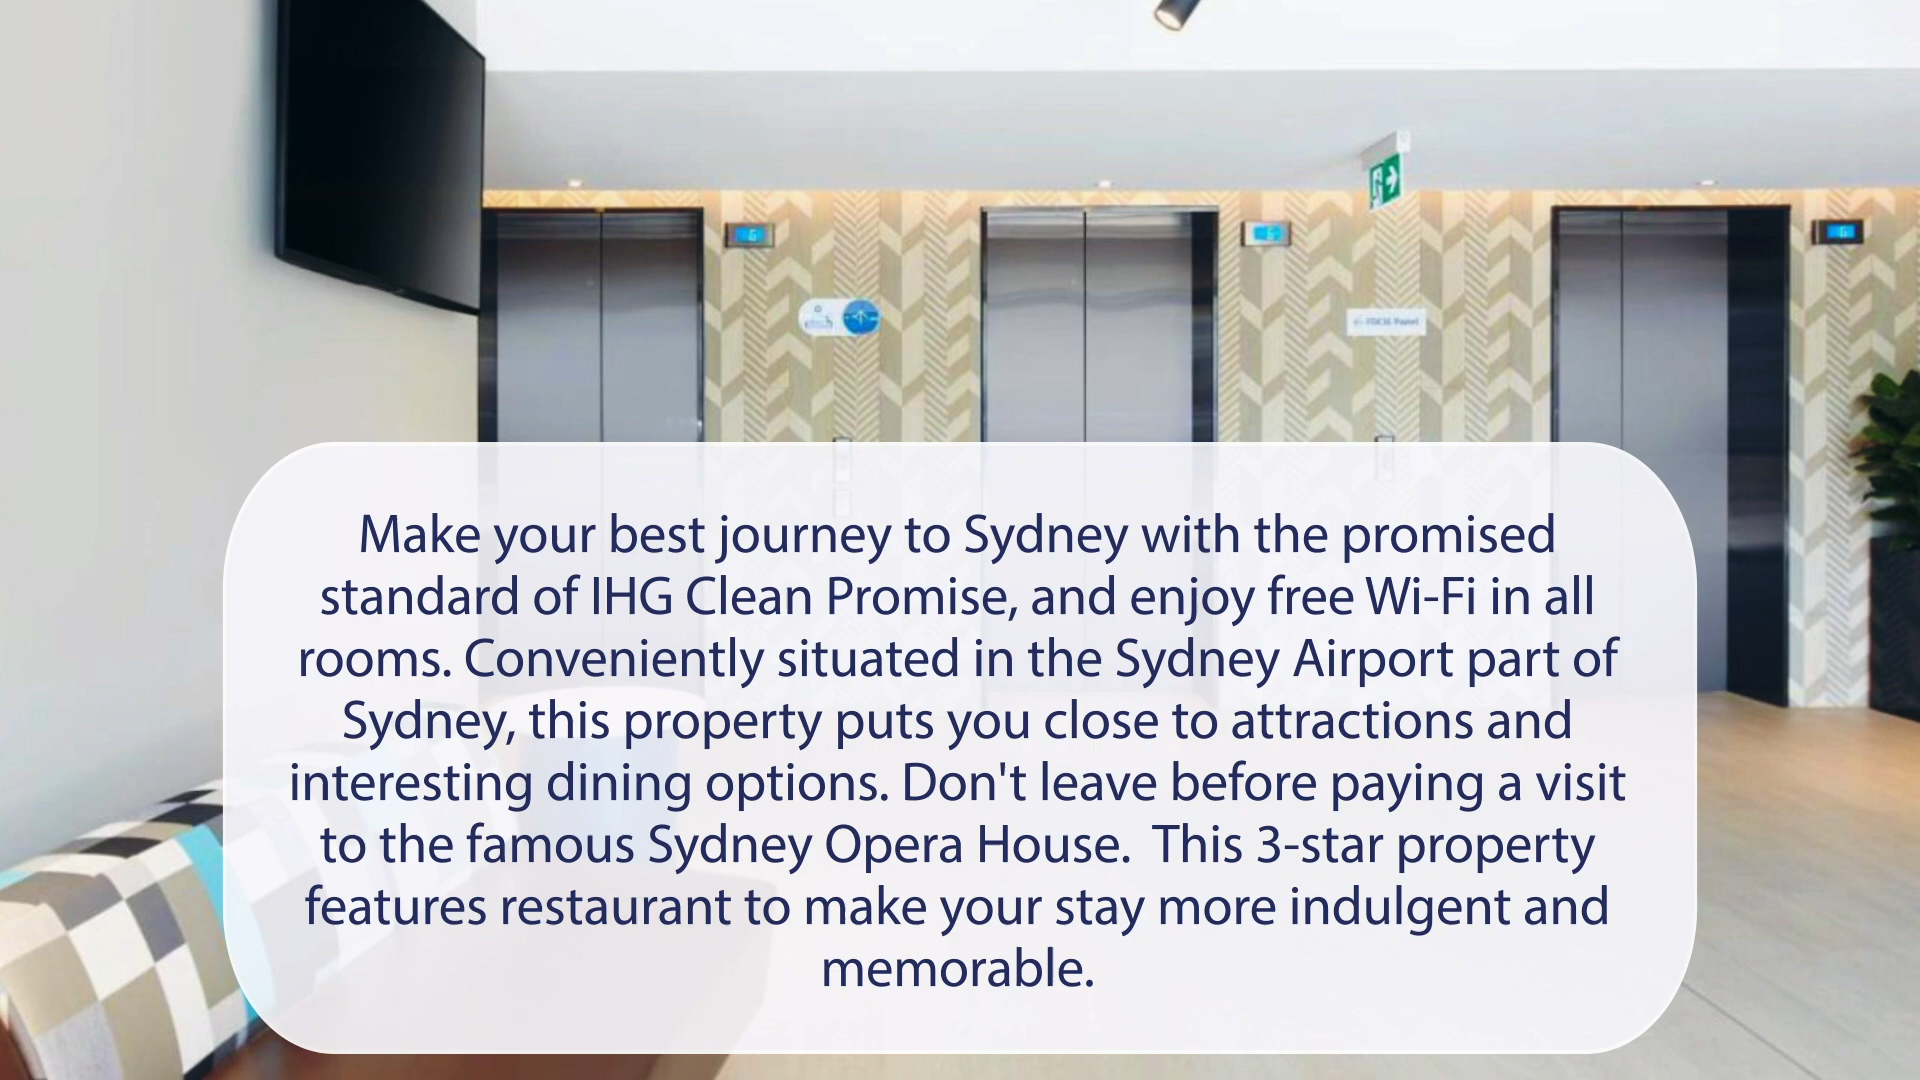 G
G
G
Make your best journey to Sydney with the promised
standard of IHG Clean Promise, and enjoy free Wi-Fi in all
rooms. Conveniently situated in the Sydney Airport part of
Sydney, this property puts you close to attractions and
interesting dining options. Don't leave before paying a visit
to the famous Sydney Opera House.  This 3-star property
features restaurant to make your stay more indulgent and
memorable.